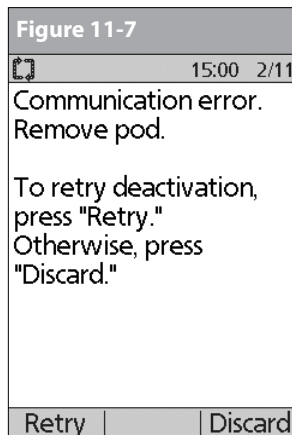 Figure 11-7
15:00 2/11
Communication error.
Remove pod.
To retry deactivation,
press "Retry."
Otherwise, press
"Discard."
Retry Discard